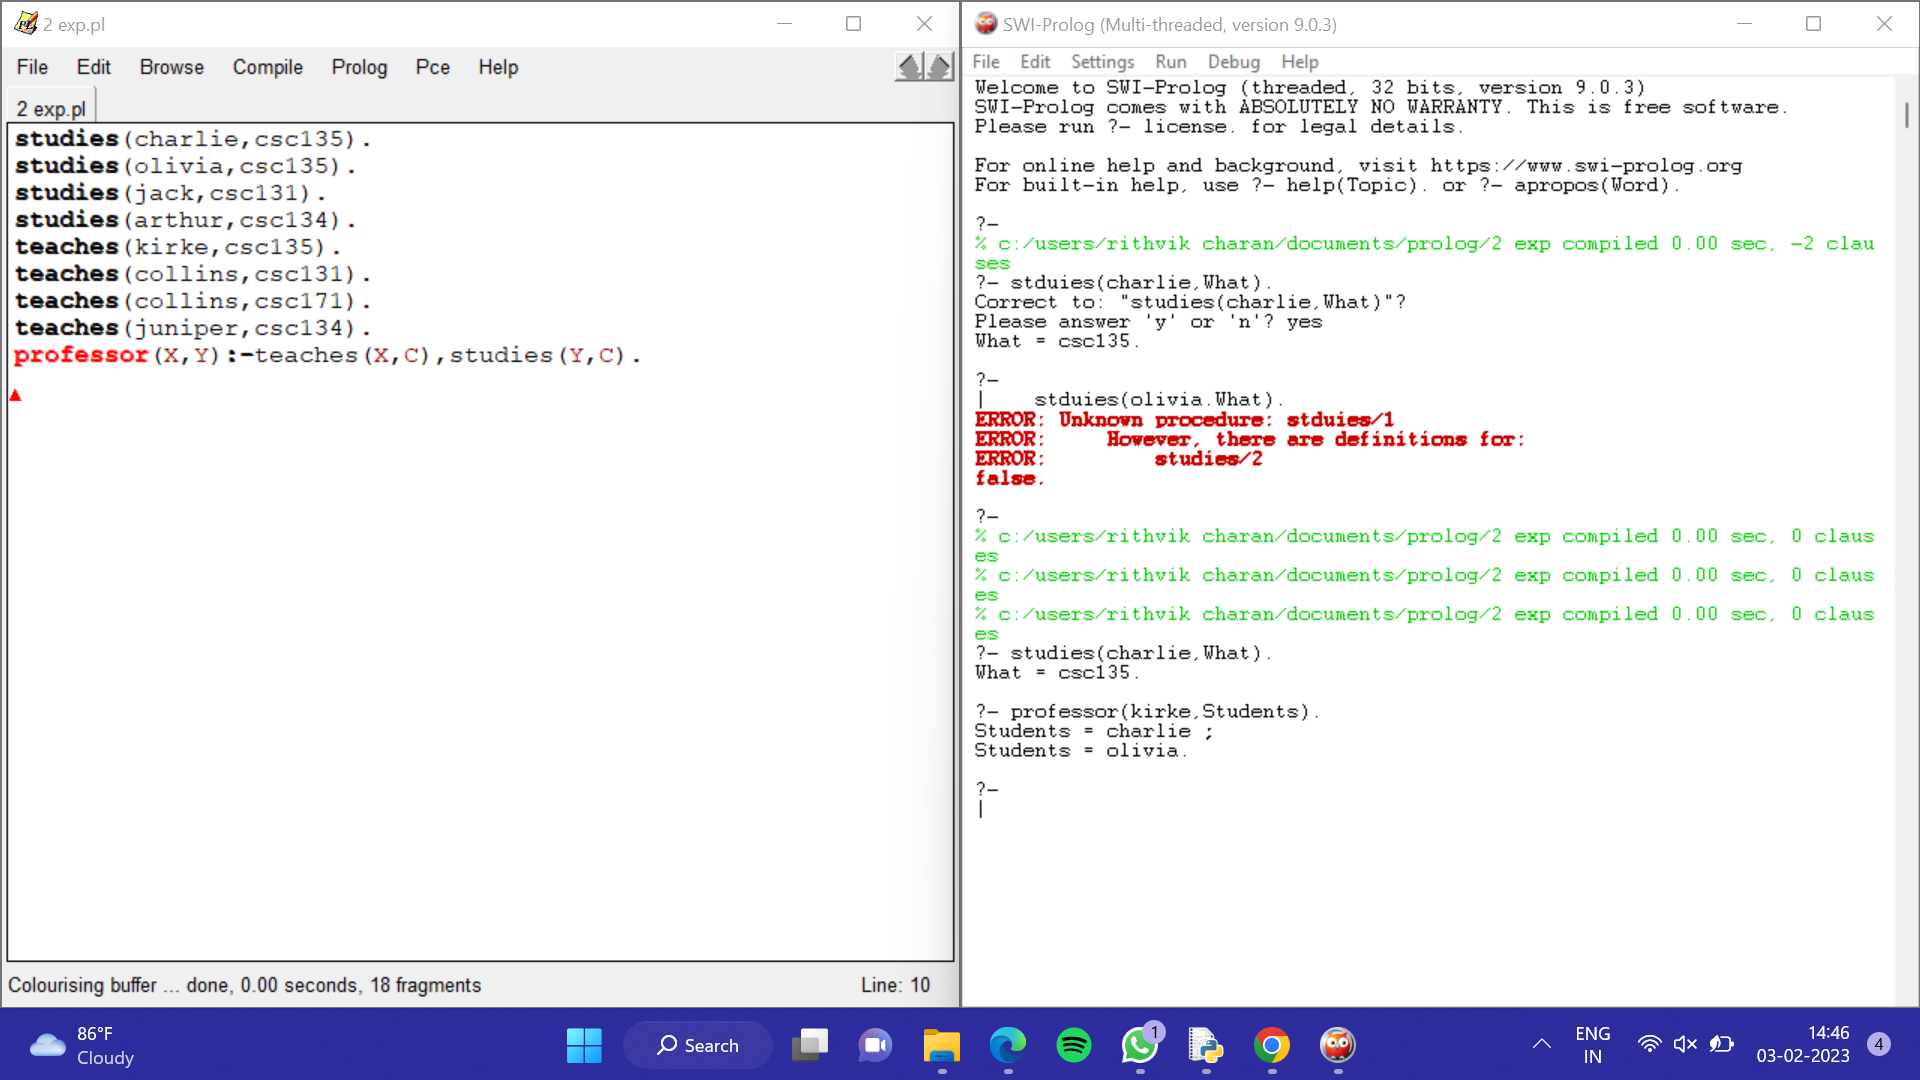 2 exp.pl
File Edit Browse Compile Prolog Pce Help
2 exp.pl
studies(charlie,csc135).
studies(olivia,csc135).
studies(jack,csc131).
studies(arthur,csc134).
teaches(kirke,csc135).
teaches(collins,csc131).
teaches(collins,csc171).
teaches(juniper,csc134).
professor(X,Y):-teaches(X,C),studies(Y,C).
Colourising buffer ... done, 0.00 seconds, 18 fragments
Line: 10
SWI-Prolog (Multi-threaded, version 9.0.3)
File Edit Settings Run Debug Help
Welcome to SWI-Prolog (threaded, 32 bits, version 9.0.3)
SWI-Prolog comes with ABSOLUTELY NO WARRANTY. This is free software.
Please run ?- license. for legal details.
For online help and background, visit https://www.swi-prolog.org
For built-in help, use ?- help(Topic). or ?- apropos(Word).
?-
% c:/users/rithvik charan/documents/prolog/2 exp compiled 0.00 sec, -2 clau
ses
?- stduies(charlie,What).
Correct to: "studies(charlie,What)"?
Please answer 'y' or 'n'? yes
What = csc135.
?-
|    stduies(olivia.What).
ERROR: Unknown procedure: stduies/1
ERROR:     However, there are definitions for:
ERROR:         studies/2
false.
?-
% c:/users/rithvik charan/documents/prolog/2 exp compiled 0.00 sec, 0 claus
es
% c:/users/rithvik charan/documents/prolog/2 exp compiled 0.00 sec, 0 claus
es
% c:/users/rithvik charan/documents/prolog/2 exp compiled 0.00 sec, 0 claus
es
?- studies(charlie,What).
What = csc135.
?- professor(kirke,Students).
Students = charlie ;
Students = olivia.
?-
|
86°F
Cloudy
Search
1
ENG
IN
14:46
03-02-2023
4